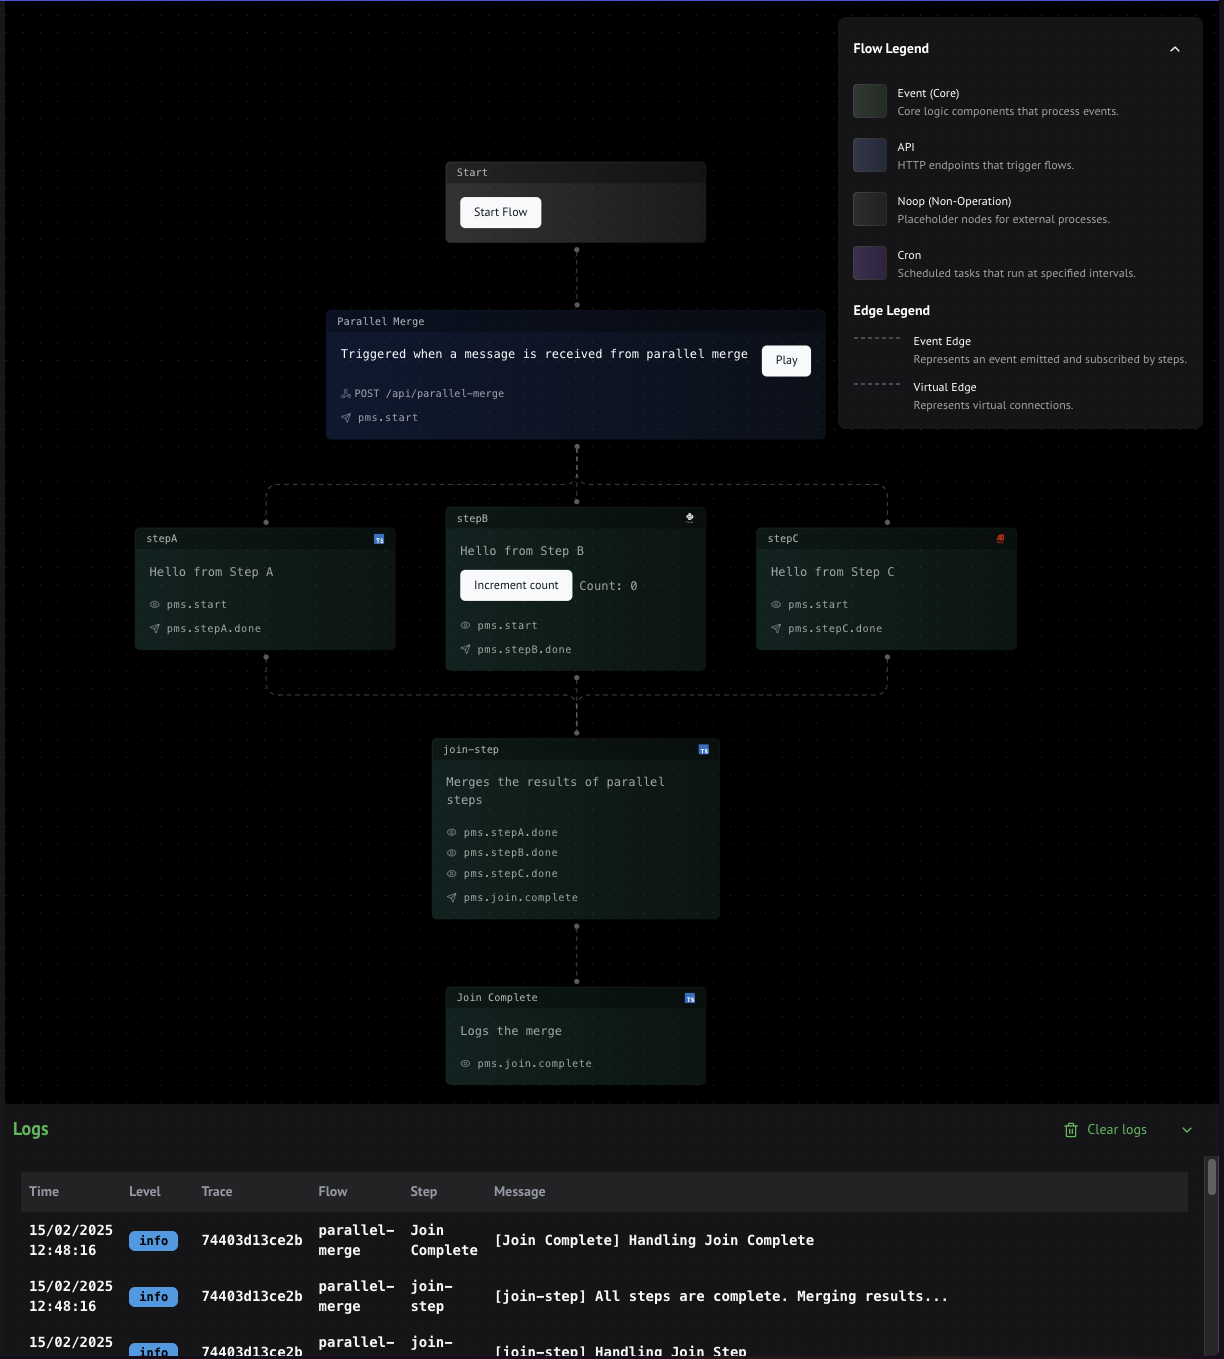 Flow Legend
Event (Core)
Core logic components that process events.
API
HTTP endpoints that trigger flows.
Noop (Non-Operation)
Placeholder nodes for external processes.
Cron
Scheduled tasks that run at specified intervals.
Edge Legend
Event Edge
Represents an event emitted and subscribed by steps.
Virtual Edge
Represents virtual connections.
Start
Start Flow
Parallel Merge
Triggered when a message is received from parallel merge
Play
POST /api/parallel-merge
pms.start
stepA
TS
Hello from Step A
pms.start
pms.stepA.done
stepB
Hello from Step B
Increment count
Count: 0
pms.start
pms.stepB.done
stepC
Hello from Step C
pms.start
pms.stepC.done
join-step
TS
Merges the results of parallel
steps
pms.stepA.done
pms.stepB.done
pms.stepC.done
pms.join.complete
Join Complete
TS
Logs the merge
pms.join.complete
Logs
Clear logs
Time Level Trace Flow Step Message
15/02/2025 12:48:16 info 74403d13ce2b parallel-merge Join Complete [Join Complete] Handling Join Complete
15/02/2025 12:48:16 info 74403d13ce2b parallel-merge join-step [join-step] All steps are complete. Merging results...
15/02/2025 info 74403d13ce2b parallel- join- [join-step] Handling Join Step